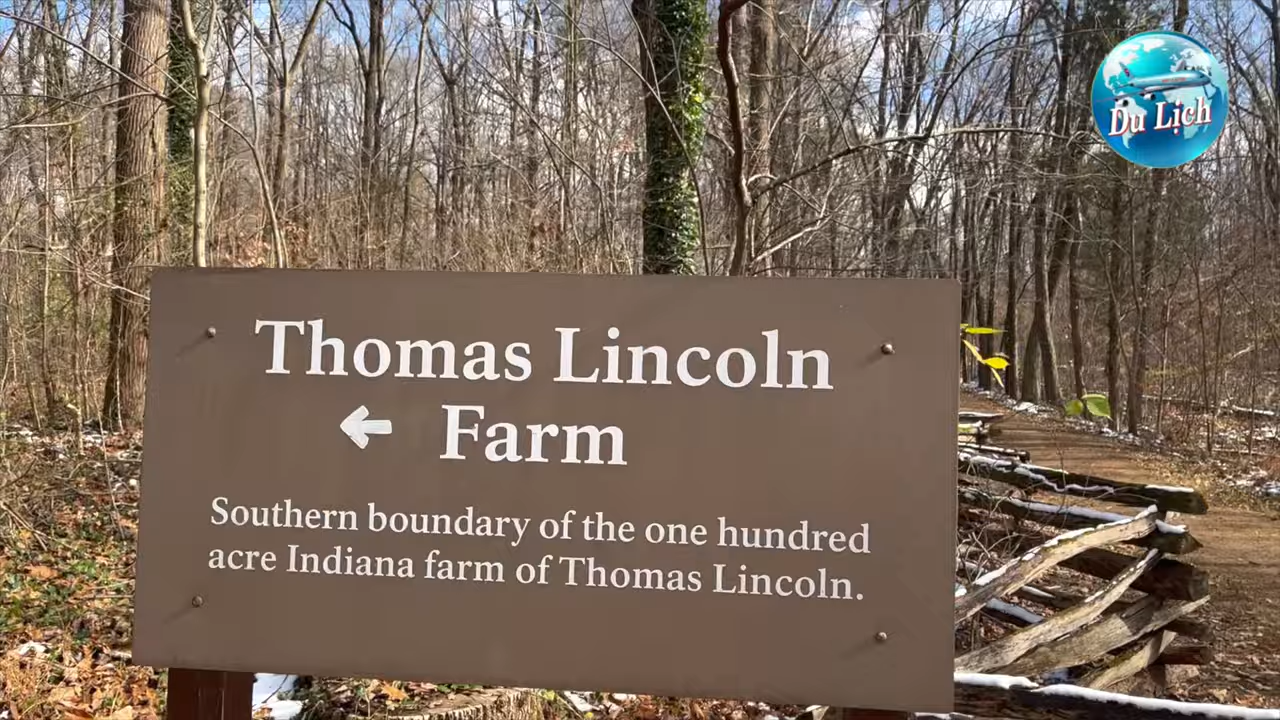 Du Lịch
Thomas Lincoln
← Farm
Southern boundary of the one hundred
acre Indiana farm of Thomas Lincoln.